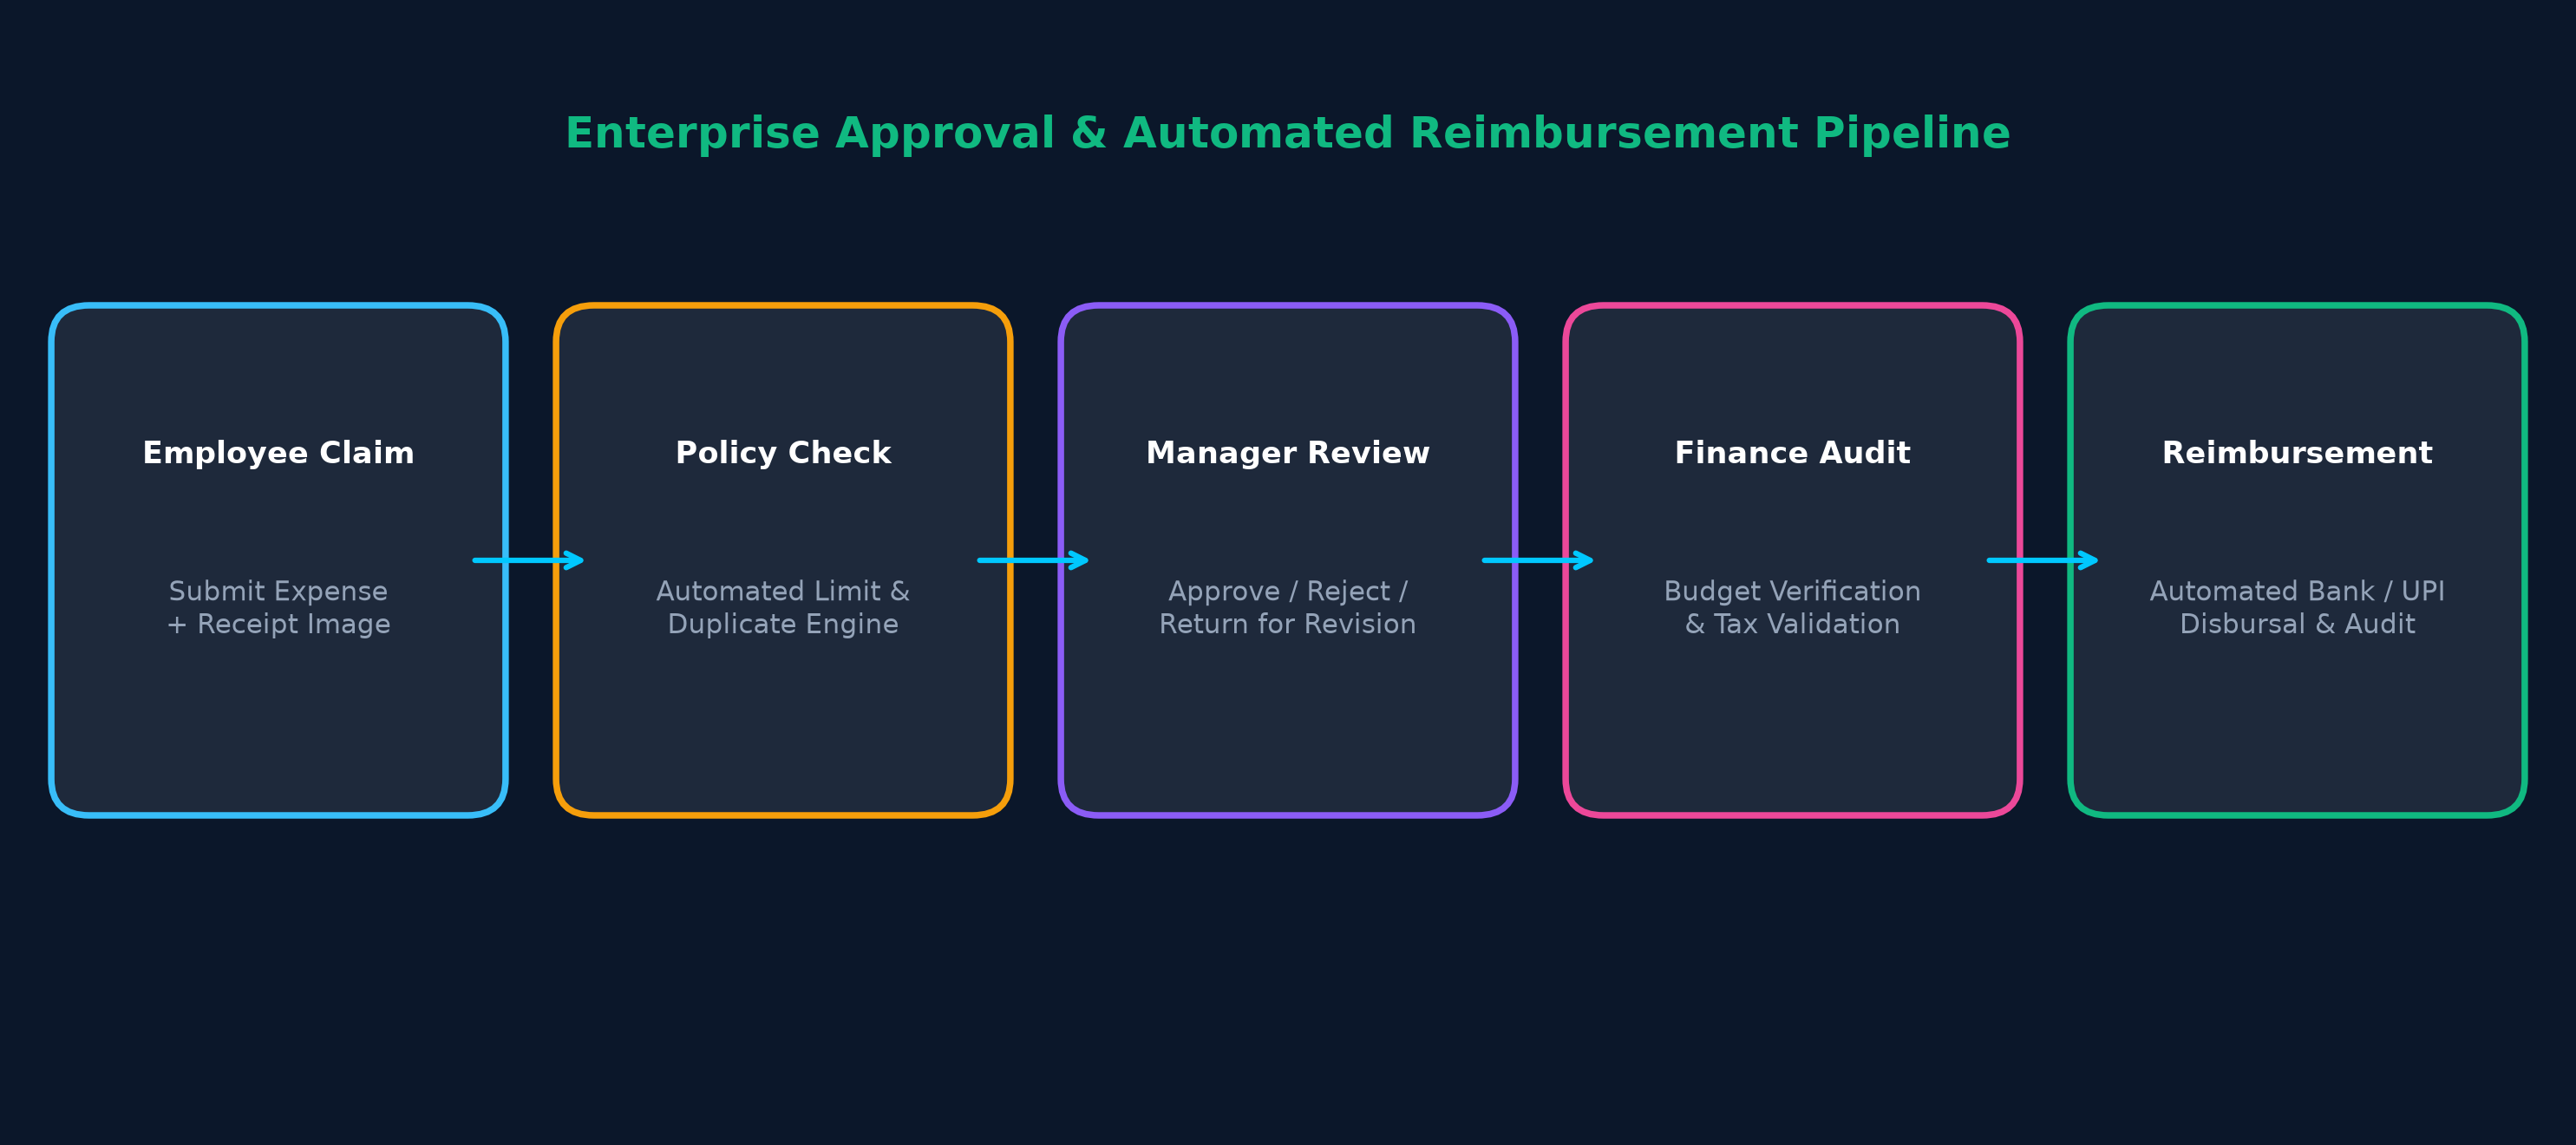 Enterprise Approval & Automated Reimbursement Pipeline
Employee Claim
Submit Expense
+ Receipt Image
Policy Check
Automated Limit &
Duplicate Engine
Manager Review
Approve / Reject /
Return for Revision
Finance Audit
Budget Verification
& Tax Validation
Reimbursement
Automated Bank / UPI
Disbursal & Audit